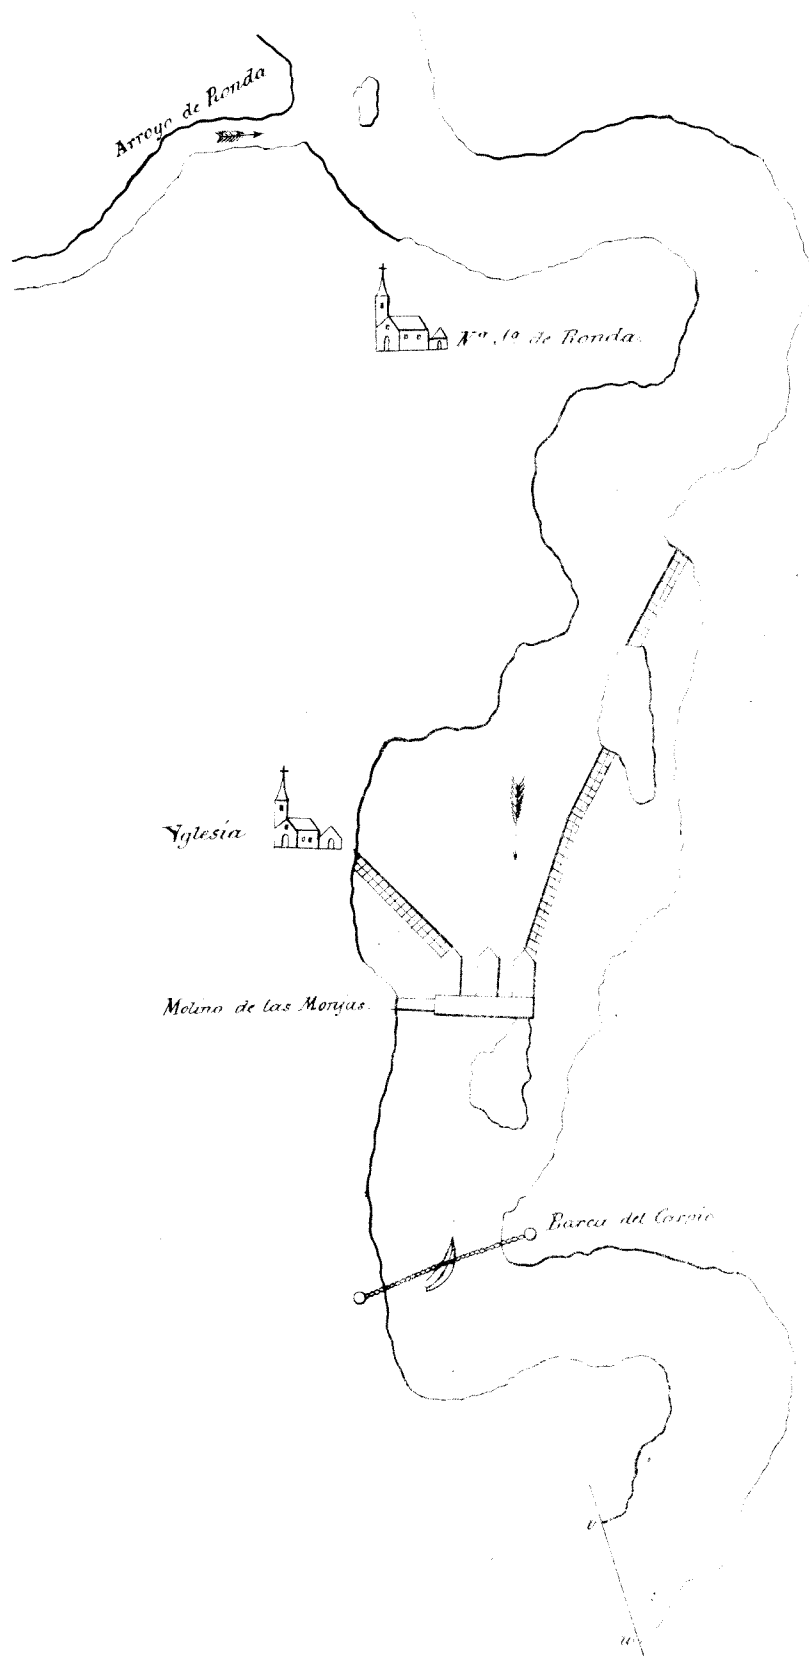 Arroyo de Ronda
Nª Sª de Ronda.
Yglesia
Molino de las Monjas.
Barca del Carpio
v
u